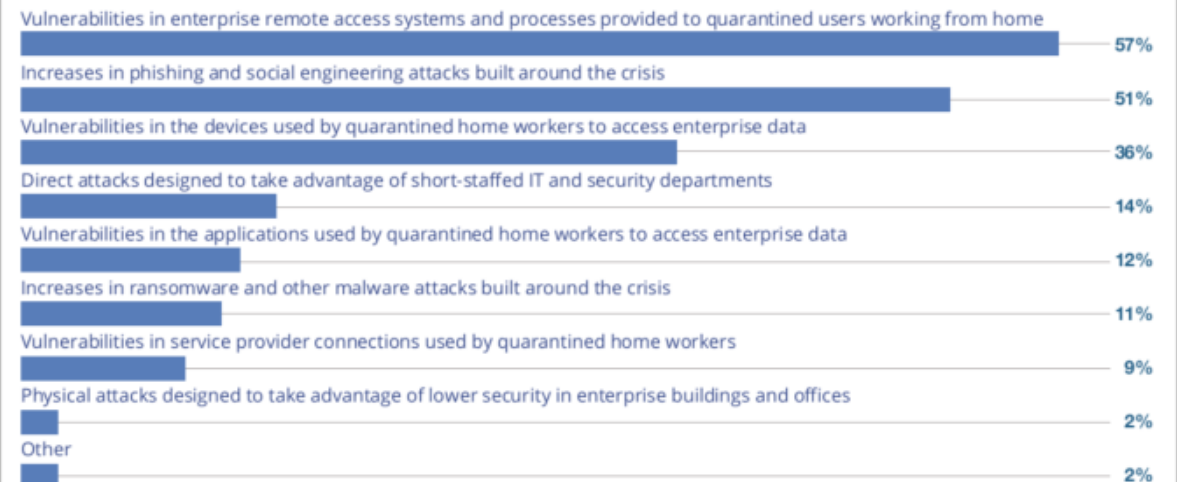 Vulnerabilities in enterprise remote access systems and processes provided to quarantined users working from home
57%
Increases in phishing and social engineering attacks built around the crisis
51%
Vulnerabilities in the devices used by quarantined home workers to access enterprise data
36%
Direct attacks designed to take advantage of short-staffed IT and security departments
14%
Vulnerabilities in the applications used by quarantined home workers to access enterprise data
12%
Increases in ransomware and other malware attacks built around the crisis
11%
Vulnerabilities in service provider connections used by quarantined home workers
9%
Physical attacks designed to take advantage of lower security in enterprise buildings and offices
2%
Other
2%